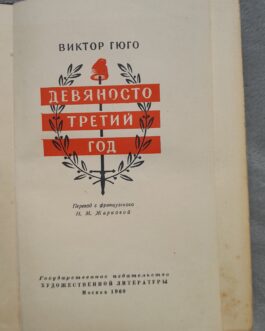 ВИКТОР ГЮГО
ДЕВЯНОСТО
ТРЕТИЙ
ГОД
Перевод с французского
Н. М. Жарковой
Государственное издательство
ХУДОЖЕСТВЕННОЙ ЛИТЕРАТУРЫ
Москва 1960